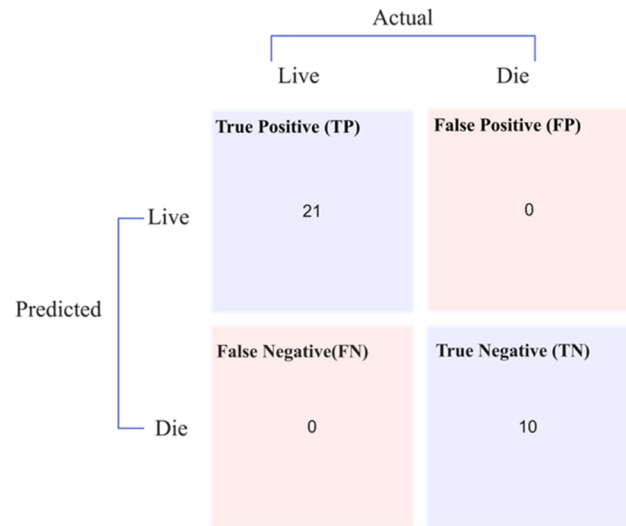 Actual
Live
Die
True Positive (TP)
False Positive (FP)
21
0
Live
Predicted
False Negative(FN)
True Negative (TN)
0
10
Die